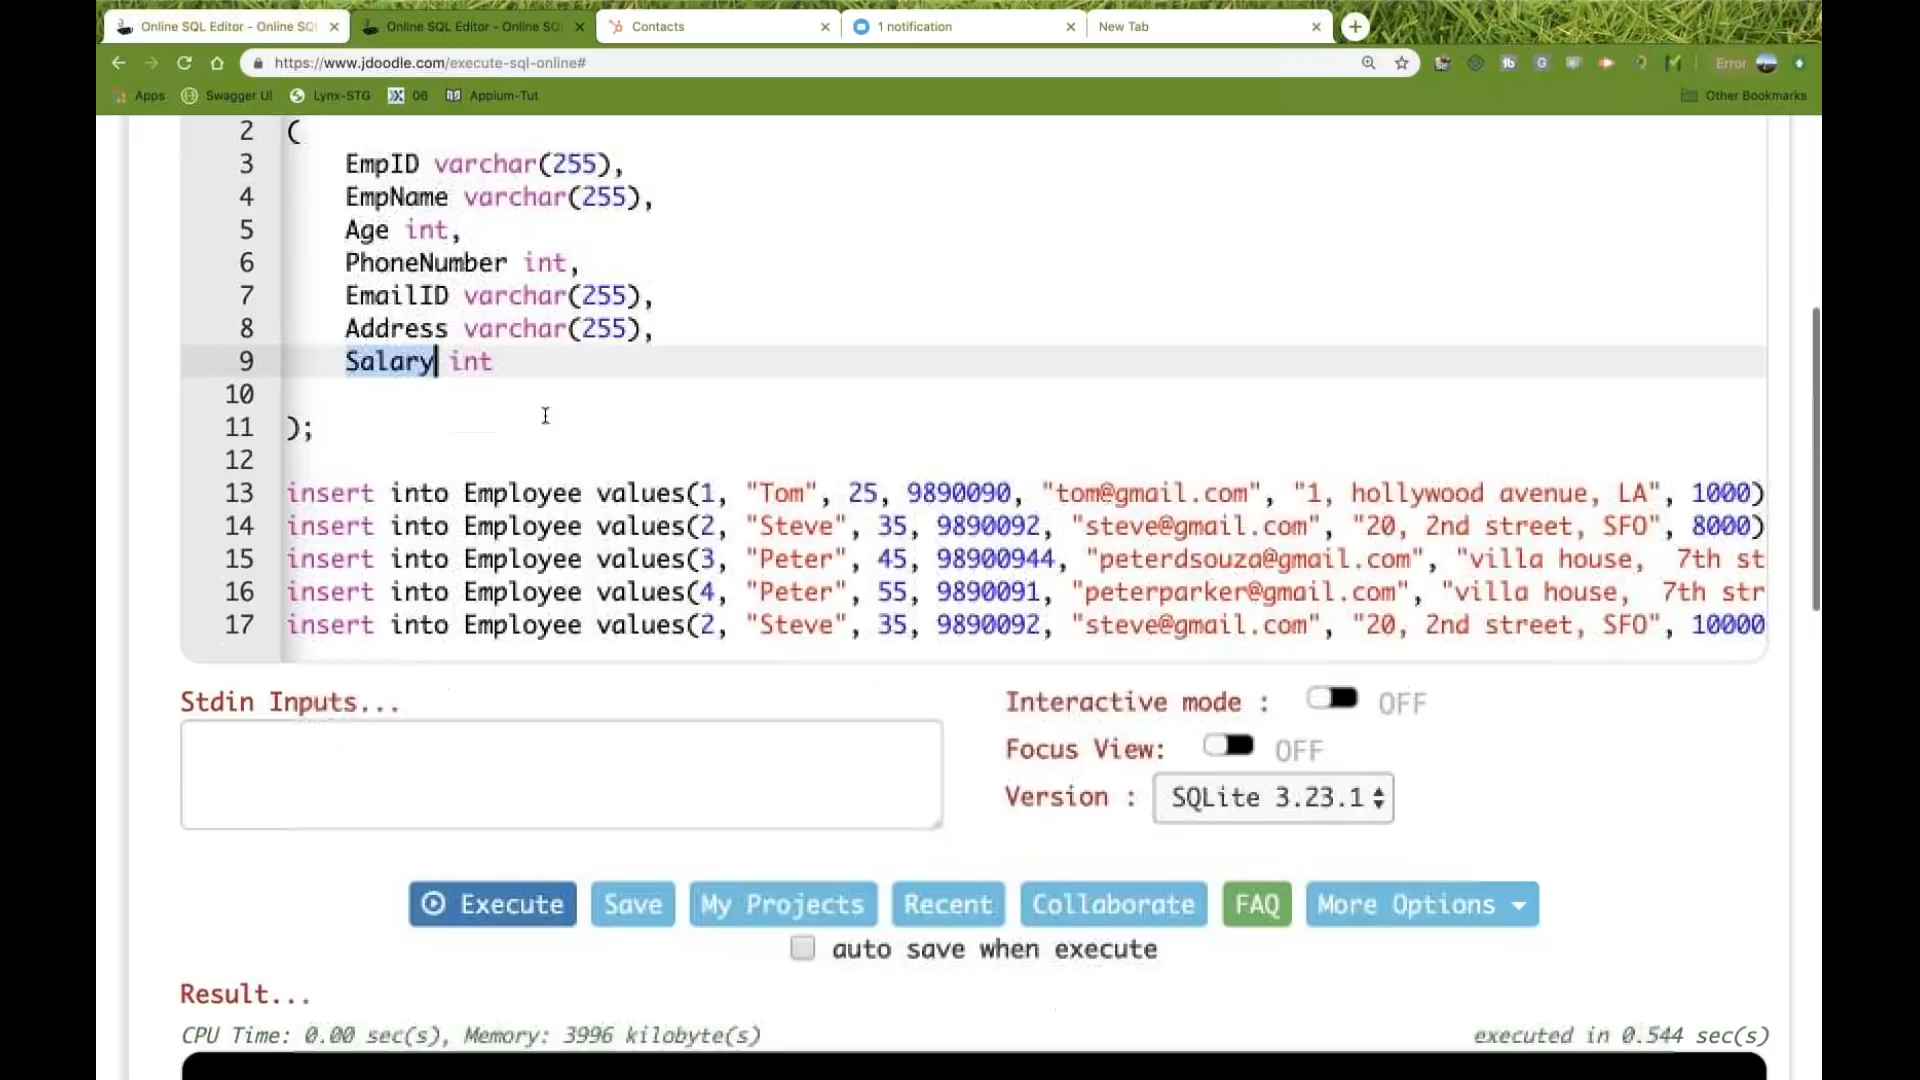 Online SQL Editor - Online SQ
Online SQL Editor - Online SQ
Contacts
1 notification
New Tab
https://www.jdoodle.com/execute-sql-online#
Error
Apps
Swagger UI
Lynx-STG
06
Appium-Tut
Other Bookmarks
2 (
3 EmpID varchar(255),
4 EmpName varchar(255),
5 Age int,
6 PhoneNumber int,
7 EmailID varchar(255),
8 Address varchar(255),
9 Salary int
10
11 );
12
13 insert into Employee values(1, "Tom", 25, 9890090, "tom@gmail.com", "1, hollywood avenue, LA", 1000)
14 insert into Employee values(2, "Steve", 35, 9890092, "steve@gmail.com", "20, 2nd street, SFO", 8000)
15 insert into Employee values(3, "Peter", 45, 98900944, "peterdsouza@gmail.com", "villa house, 7th st
16 insert into Employee values(4, "Peter", 55, 9890091, "peterparker@gmail.com", "villa house, 7th str
17 insert into Employee values(2, "Steve", 35, 9890092, "steve@gmail.com", "20, 2nd street, SFO", 10000
Stdin Inputs...
Interactive mode : OFF
Focus View: OFF
Version : SQLite 3.23.1
Execute
Save
My Projects
Recent
Collaborate
FAQ
More Options
auto save when execute
Result...
CPU Time: 0.00 sec(s), Memory: 3996 kilobyte(s)
executed in 0.544 sec(s)